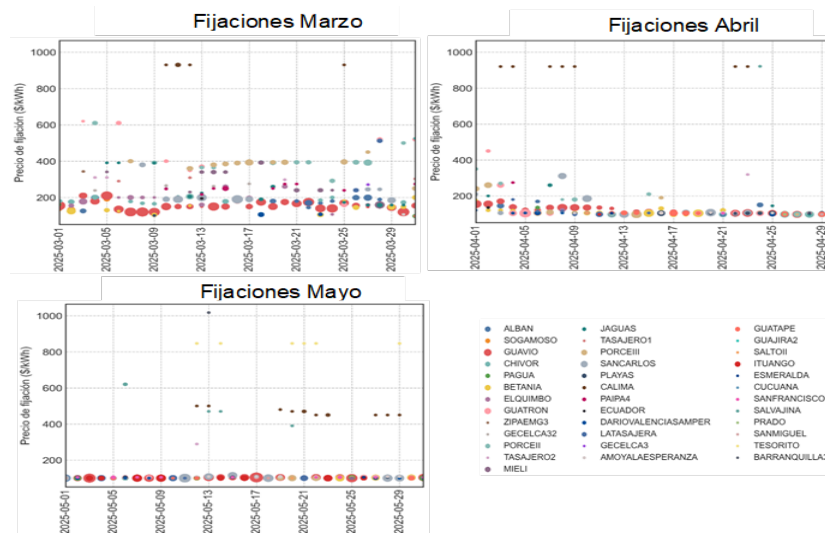 Fijaciones Marzo
Precio de fijación ($/kWh)
1000
800
600
400
200
2025-03-01
2025-03-05
2025-03-09
2025-03-13
2025-03-17
2025-03-21
2025-03-25
2025-03-29
Fijaciones Abril
Precio de fijación ($/kWh)
1000
800
600
400
200
2025-04-01
2025-04-05
2025-04-09
2025-04-13
2025-04-17
2025-04-21
2025-04-25
2025-04-29
Fijaciones Mayo
Precio de fijación ($/kWh)
1000
800
600
400
200
2025-05-01
2025-05-05
2025-05-09
2025-05-13
2025-05-17
2025-05-21
2025-05-25
2025-05-29
ALBAN
SOGAMOSO
GUAVIO
CHIVOR
PAGUA
BETANIA
ELQUIMBO
GUATRON
ZIPAEMG3
GECELCA32
PORCEII
TASAJERO2
MIELI
JAGUAS
TASAJERO1
PORCEIII
SANCARLOS
PLAYAS
CALIMA
PAIPA4
ECUADOR
DARIOVALENCIASAMPER
LATASAJERA
GECELCA3
AMOYALAESPERANZA
GUATAPE
GUAJIRA2
SALTOII
ITUANGO
ESMERALDA
CUCUANA
SANFRANCISCO
SALVAJINA
PRADO
SANMIGUEL
TESORITO
BARRANQUILLA3